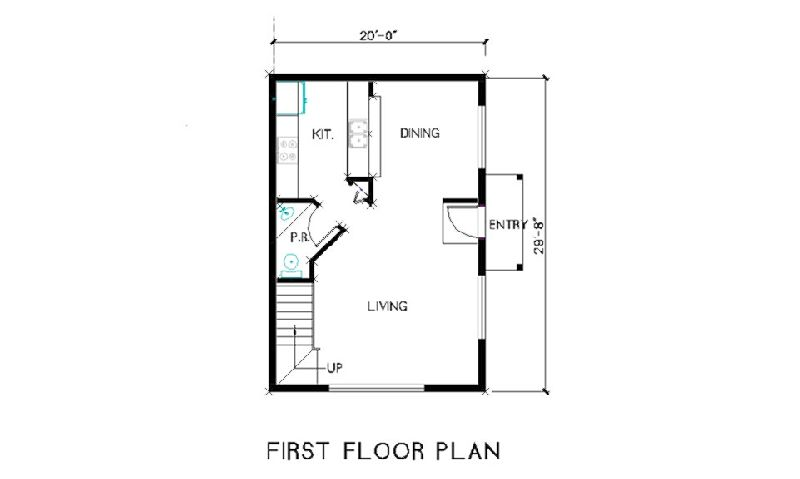 20'-0"
KIT.
DINING
ENTRY
29'-8"
P.R.
LIVING
UP
FIRST FLOOR PLAN